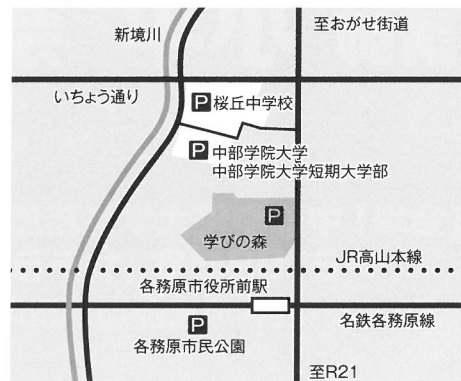 新境川
至おがせ街道
いちょう通り
P 桜丘中学校
P 中部学院大学
中部学院大学短期大学部
P
学びの森
JR高山本線
各務原市役所前駅
名鉄各務原線
P
各務原市民公園
至R21